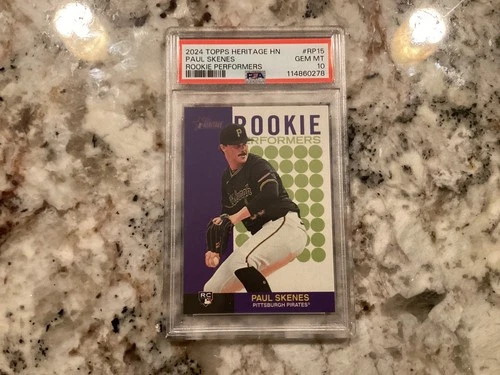 2024 TOPPS HERITAGE HN #RP15
PAUL SKENES GEM MT
ROOKIE PERFORMERS 10
PSA 114860278
Heritage
ROOKIE
PERFORMERS
P
RC
PAUL SKENES
PITTSBURGH PIRATES